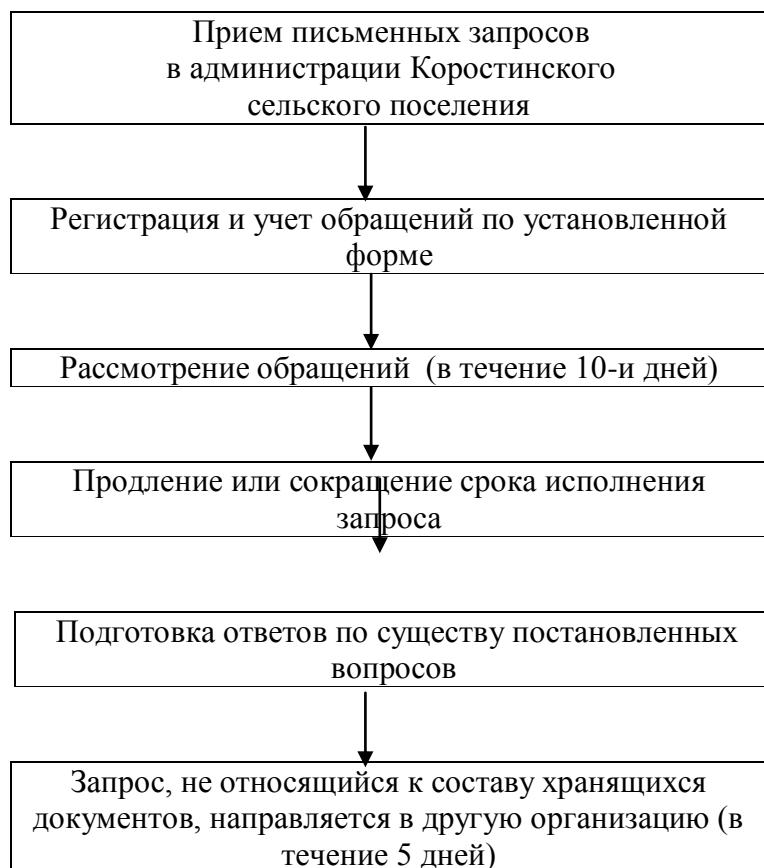 Прием письменных запросов
в администрации Коростинского
сельского поселения
Регистрация и учет обращений по установленной
форме
Рассмотрение обращений (в течение 10-и дней)
Продление или сокращение срока исполнения
запроса
Подготовка ответов по существу постановленных
вопросов
Запрос, не относящийся к составу хранящихся
документов, направляется в другую организацию (в
течение 5 дней)